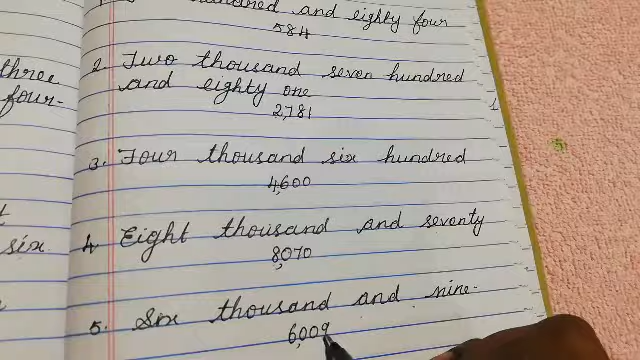 hundred and eighty four
584
three
four-
2. Two thousand seven hundred
and eighty one
2,781
3. Four thousand six hundred
4,600
six
4. Eight thousand and seventy
8,070
5. Six thousand and nine.
6,009